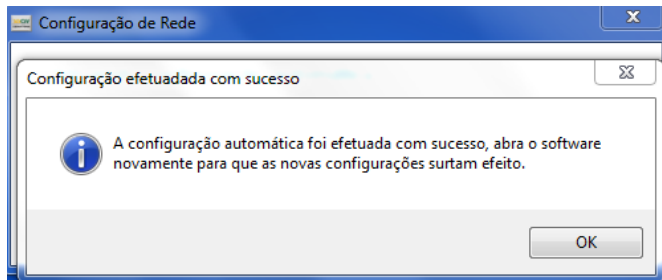 Configuração de Rede
Configuração efetuadada com sucesso
A configuração automática foi efetuada com sucesso, abra o software
novamente para que as novas configurações surtam efeito.
OK